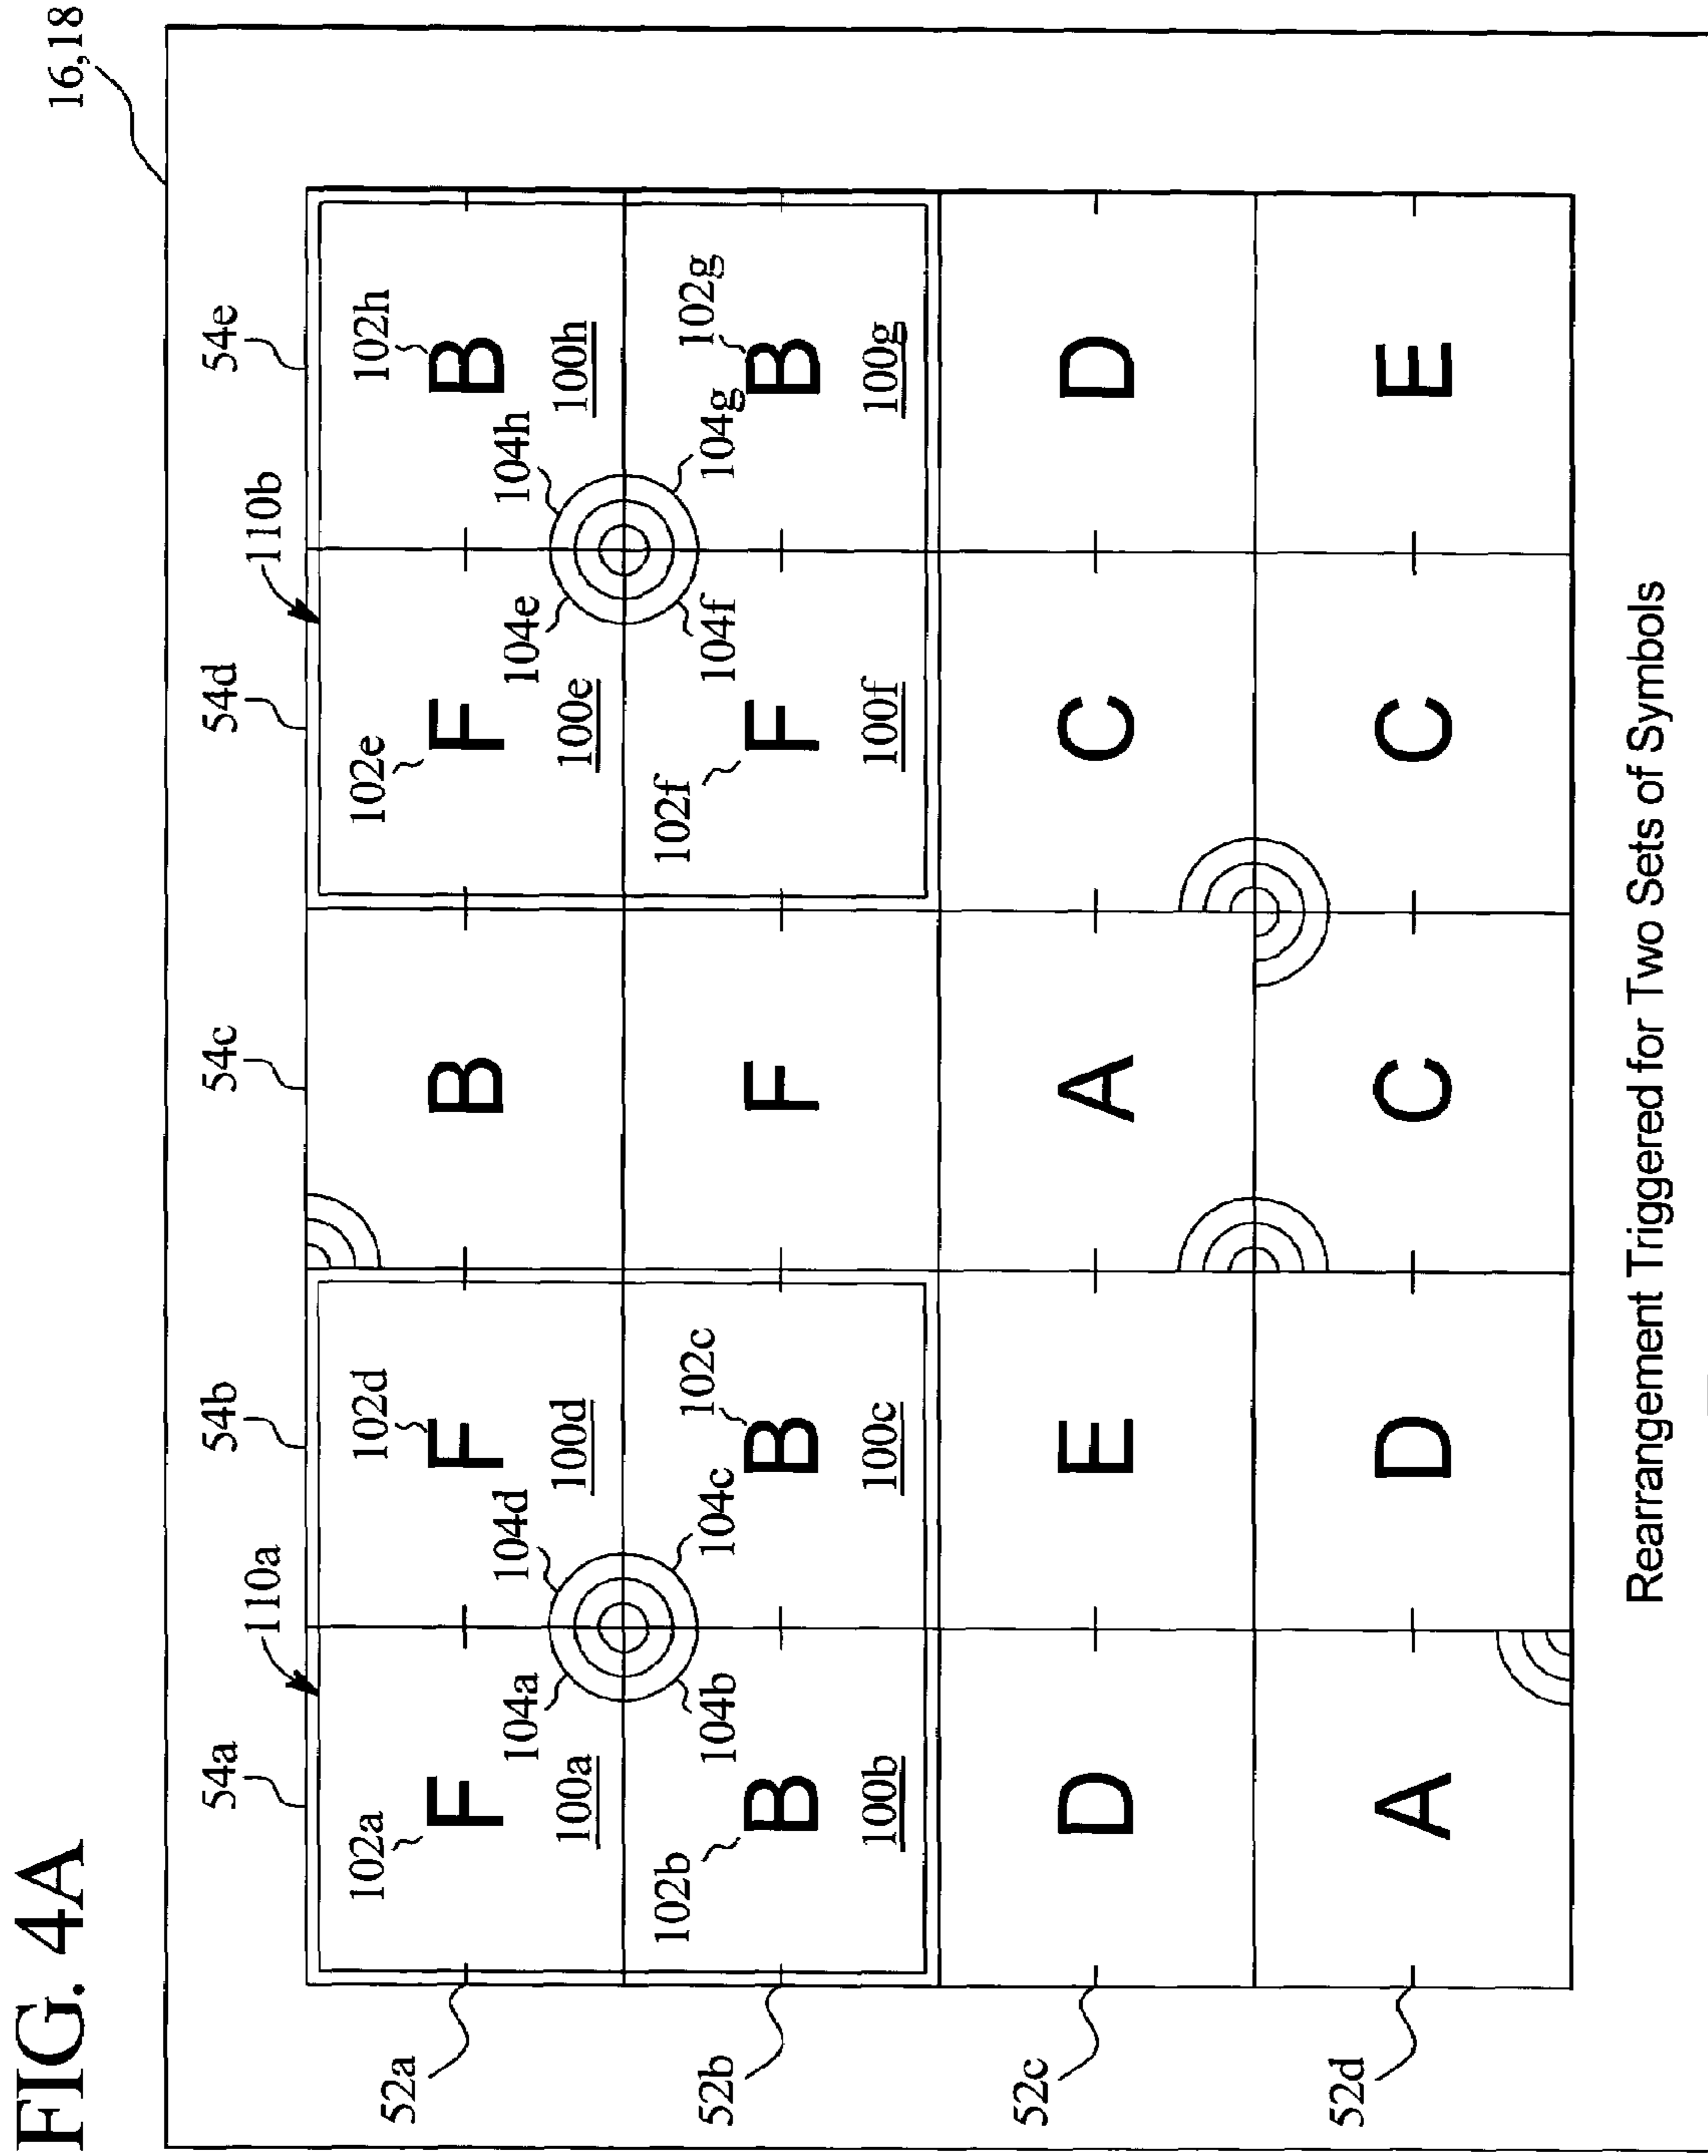 FIG. 4A
16,18
54a 54b 54c 54d 54e
110a 110b
102a 102d 102e 102h
52a F F B F B
104a 104d 104e 104h
100a 100d 100e 100h
102b 102c 102f 102g
104b 104c 104f 104g
52b B B F F B
100b 100c 100f 100g
52c D E A C D
52d A D C C E
Rearrangement Triggered for Two Sets of Symbols